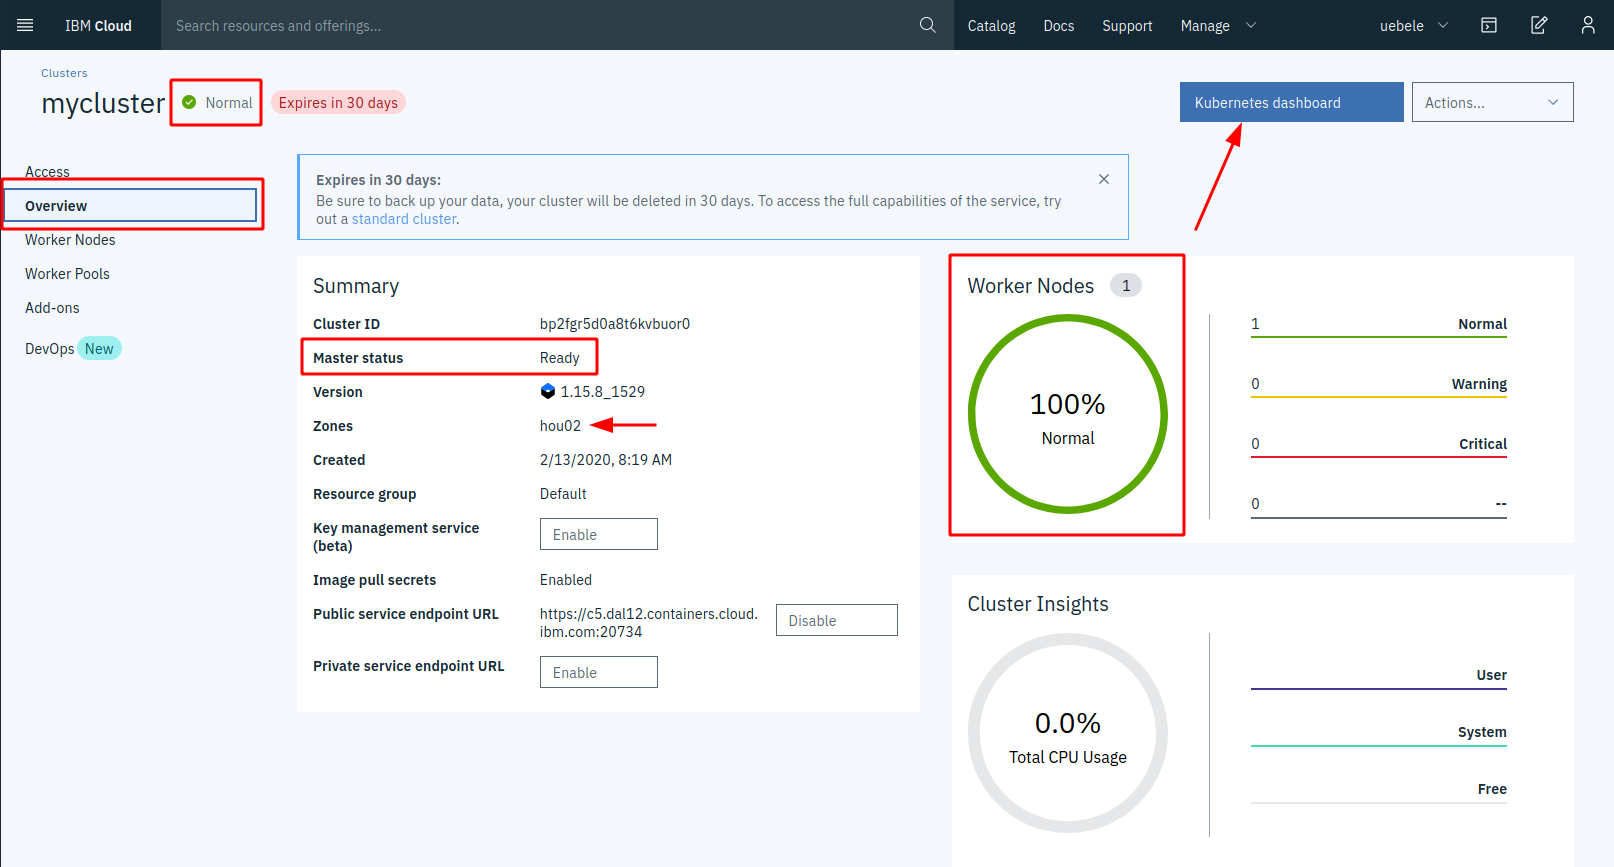 IBM Cloud
Search resources and offerings...
Catalog
Docs
Support
Manage
uebele
Clusters
mycluster
Normal
Expires in 30 days
Kubernetes dashboard
Actions...
Access
Overview
Worker Nodes
Worker Pools
Add-ons
DevOps New
Expires in 30 days:
Be sure to back up your data, your cluster will be deleted in 30 days. To access the full capabilities of the service, try
out a standard cluster.
Summary
Cluster ID bp2fgr5d0a8t6kvbuor0
Master status Ready
Version 1.15.8_1529
Zones hou02
Created 2/13/2020, 8:19 AM
Resource group Default
Key management service
(beta)
Enable
Image pull secrets Enabled
Public service endpoint URL https://c5.dal12.containers.cloud.
ibm.com:20734
Disable
Private service endpoint URL Enable
Worker Nodes 1
100%
Normal
1 Normal
0 Warning
0 Critical
0 --
Cluster Insights
0.0%
Total CPU Usage
User
System
Free